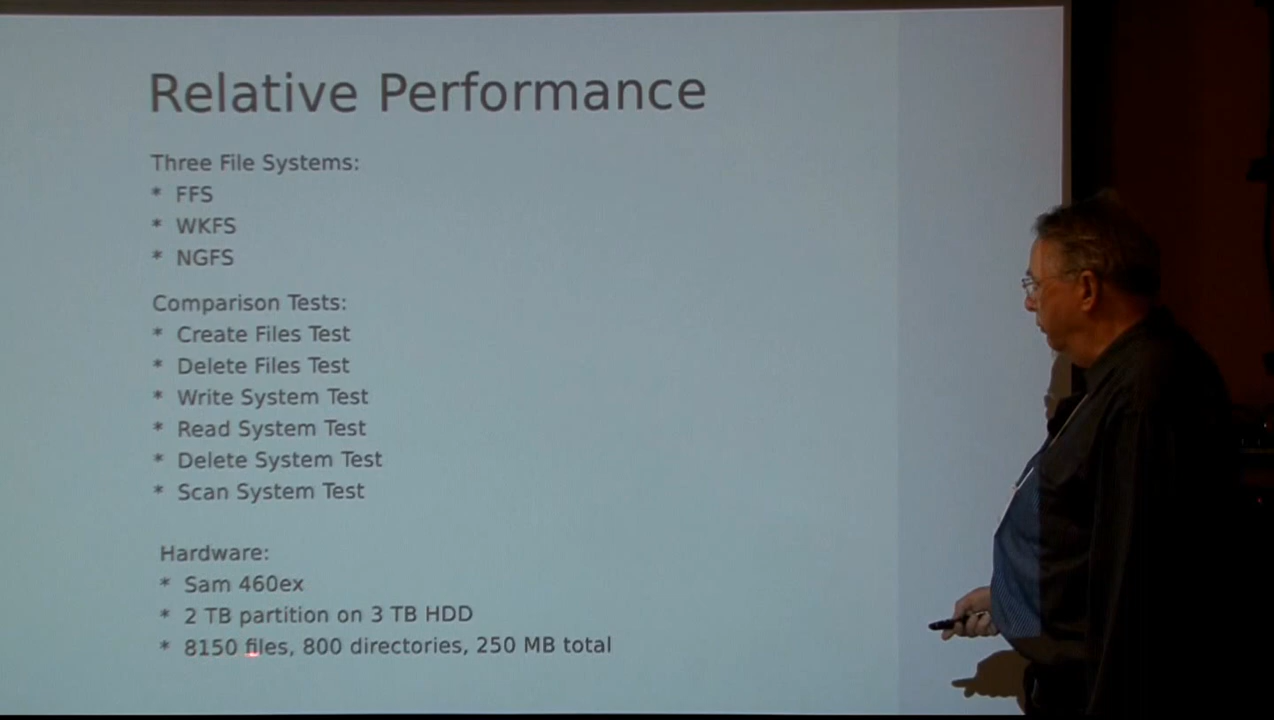 Relative Performance
Three File Systems:
* FFS
* WKFS
* NGFS
Comparison Tests:
* Create Files Test
* Delete Files Test
* Write System Test
* Read System Test
* Delete System Test
* Scan System Test
Hardware:
* Sam 460ex
* 2 TB partition on 3 TB HDD
* 8150 files, 800 directories, 250 MB total